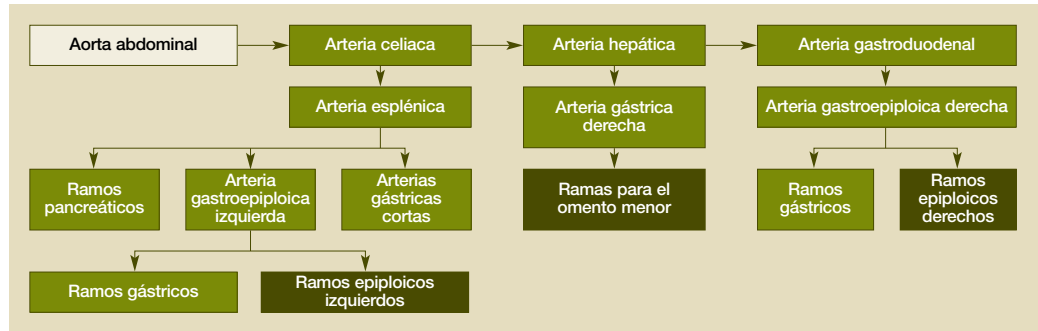 Aorta abdominal
Arteria celiaca
Arteria hepática
Arteria gastroduodenal
Arteria esplénica
Arteria gástrica
derecha
Arteria gastroepiploica derecha
Ramos
pancreáticos
Arteria
gastroepiploica
izquierda
Arterias
gástricas
cortas
Ramas para el
omento menor
Ramos
gástricos
Ramos
epiploicos
derechos
Ramos gástricos
Ramos epiploicos
izquierdos